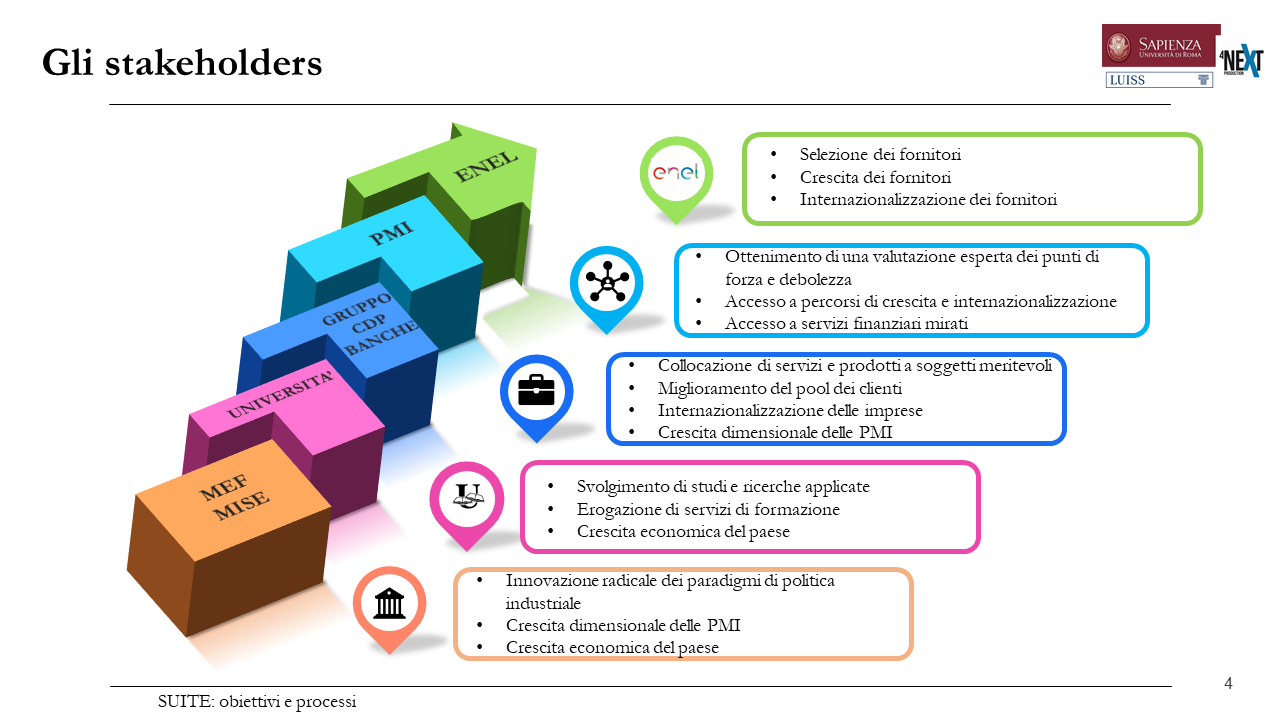 Gli stakeholders
SAPIENZA
UNIVERSITÀ DI ROMA
LUISS
4NEXT
PRODUCTION
ENEL
PMI
GRUPPO
CDP
BANCHE
UNIVERSITA'
MEF
MISE
enel
• Selezione dei fornitori
• Crescita dei fornitori
• Internazionalizzazione dei fornitori
• Ottenimento di una valutazione esperta dei punti di
forza e debolezza
• Accesso a percorsi di crescita e internazionalizzazione
• Accesso a servizi finanziari mirati
• Collocazione di servizi e prodotti a soggetti meritevoli
• Miglioramento del pool dei clienti
• Internazionalizzazione delle imprese
• Crescita dimensionale delle PMI
U
• Svolgimento di studi e ricerche applicate
• Erogazione di servizi di formazione
• Crescita economica del paese
• Innovazione radicale dei paradigmi di politica
industriale
• Crescita dimensionale delle PMI
• Crescita economica del paese
SUITE: obiettivi e processi
4